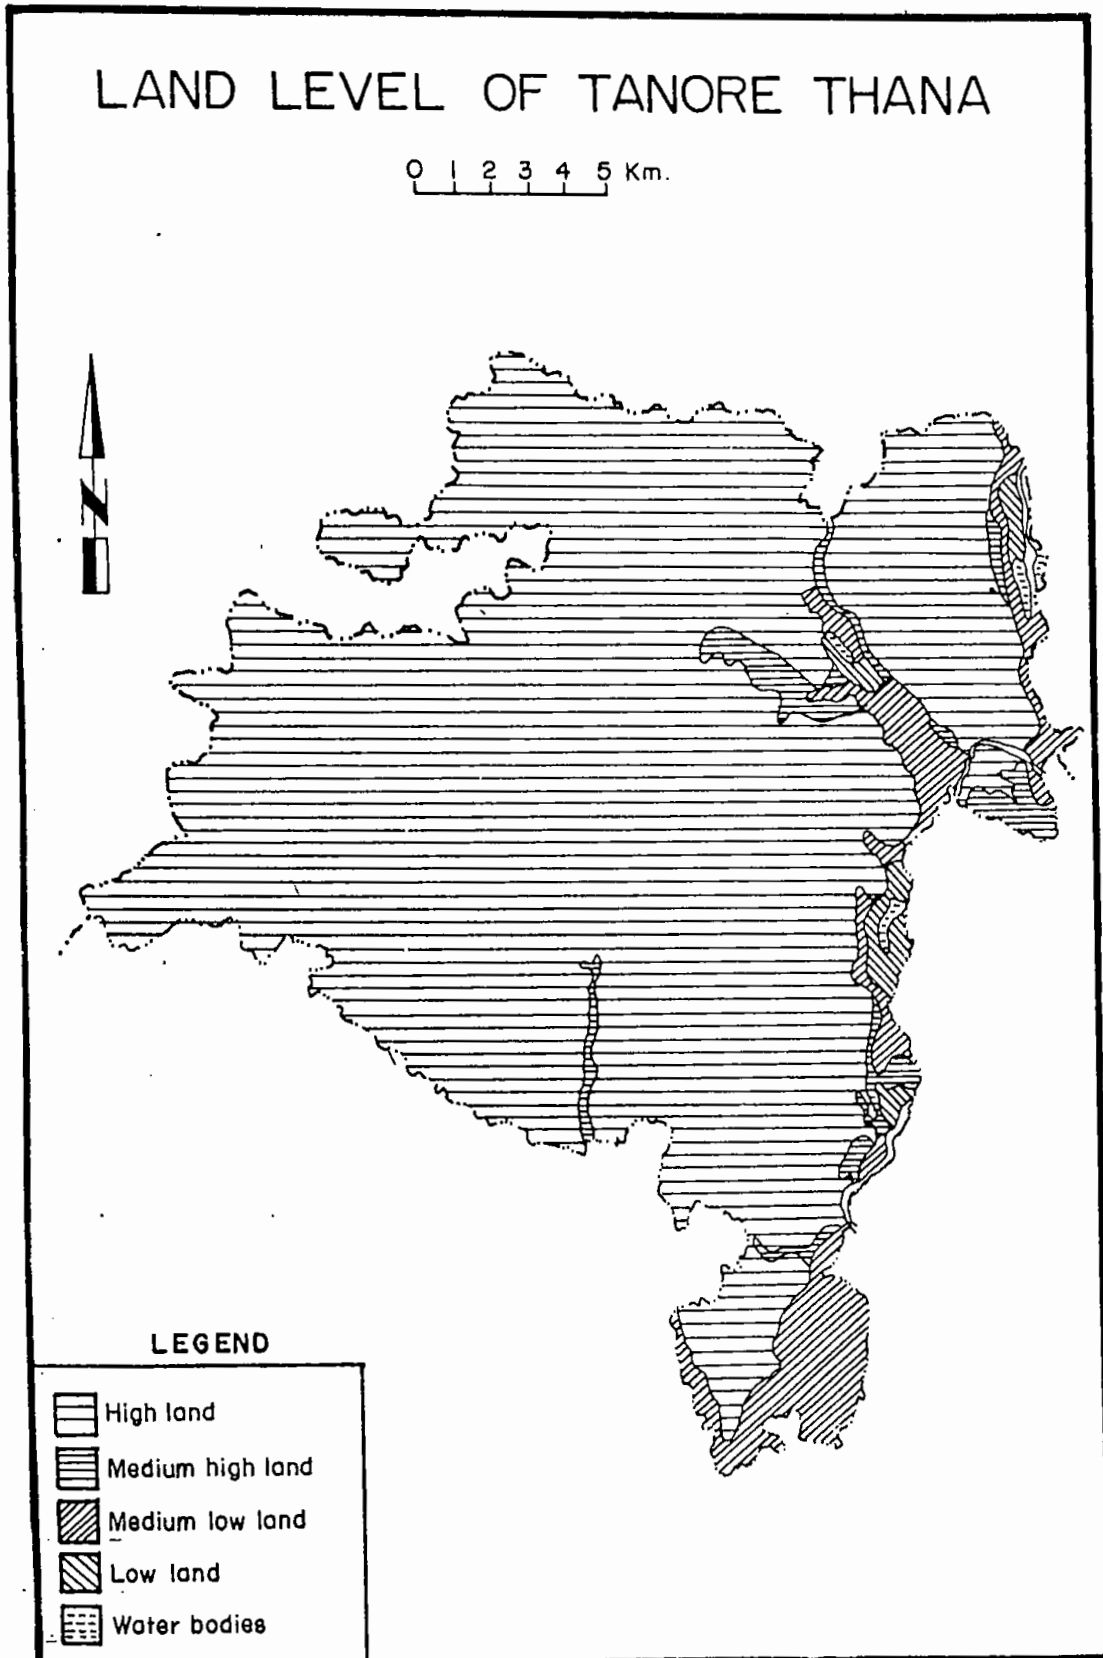 LAND LEVEL OF TANORE THANA
0 1 2 3 4 5 Km.
N
LEGEND
High land
Medium high land
Medium low land
Low land
Water bodies